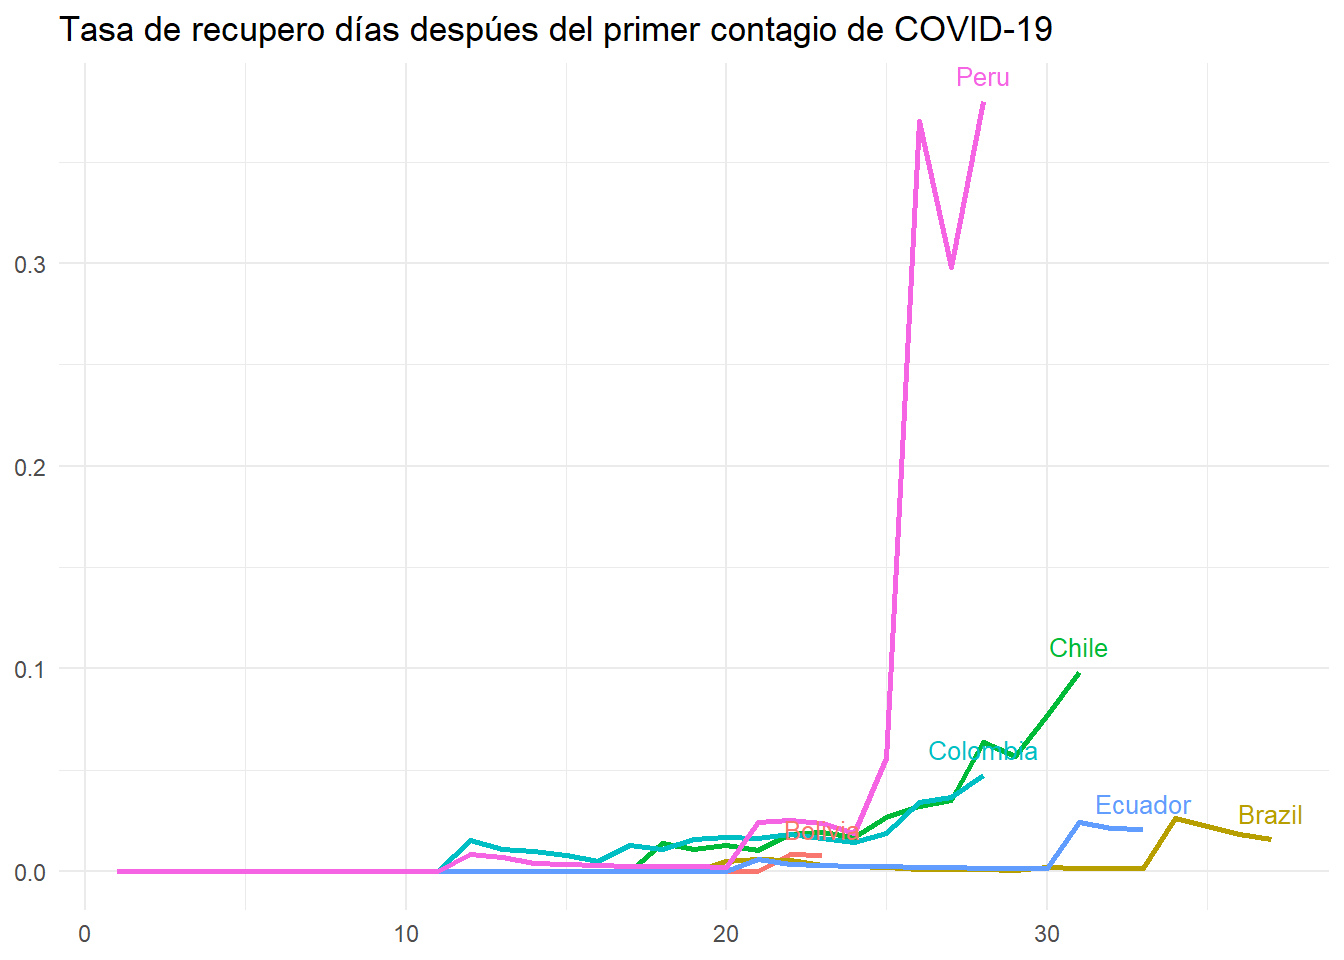 Tasa de recupero días despúes del primer contagio de COVID-19
Peru
0.3
0.2
Chile
0.1
Colombia
Ecuador
Brazil
Bolivia
0.0
0 10 20 30